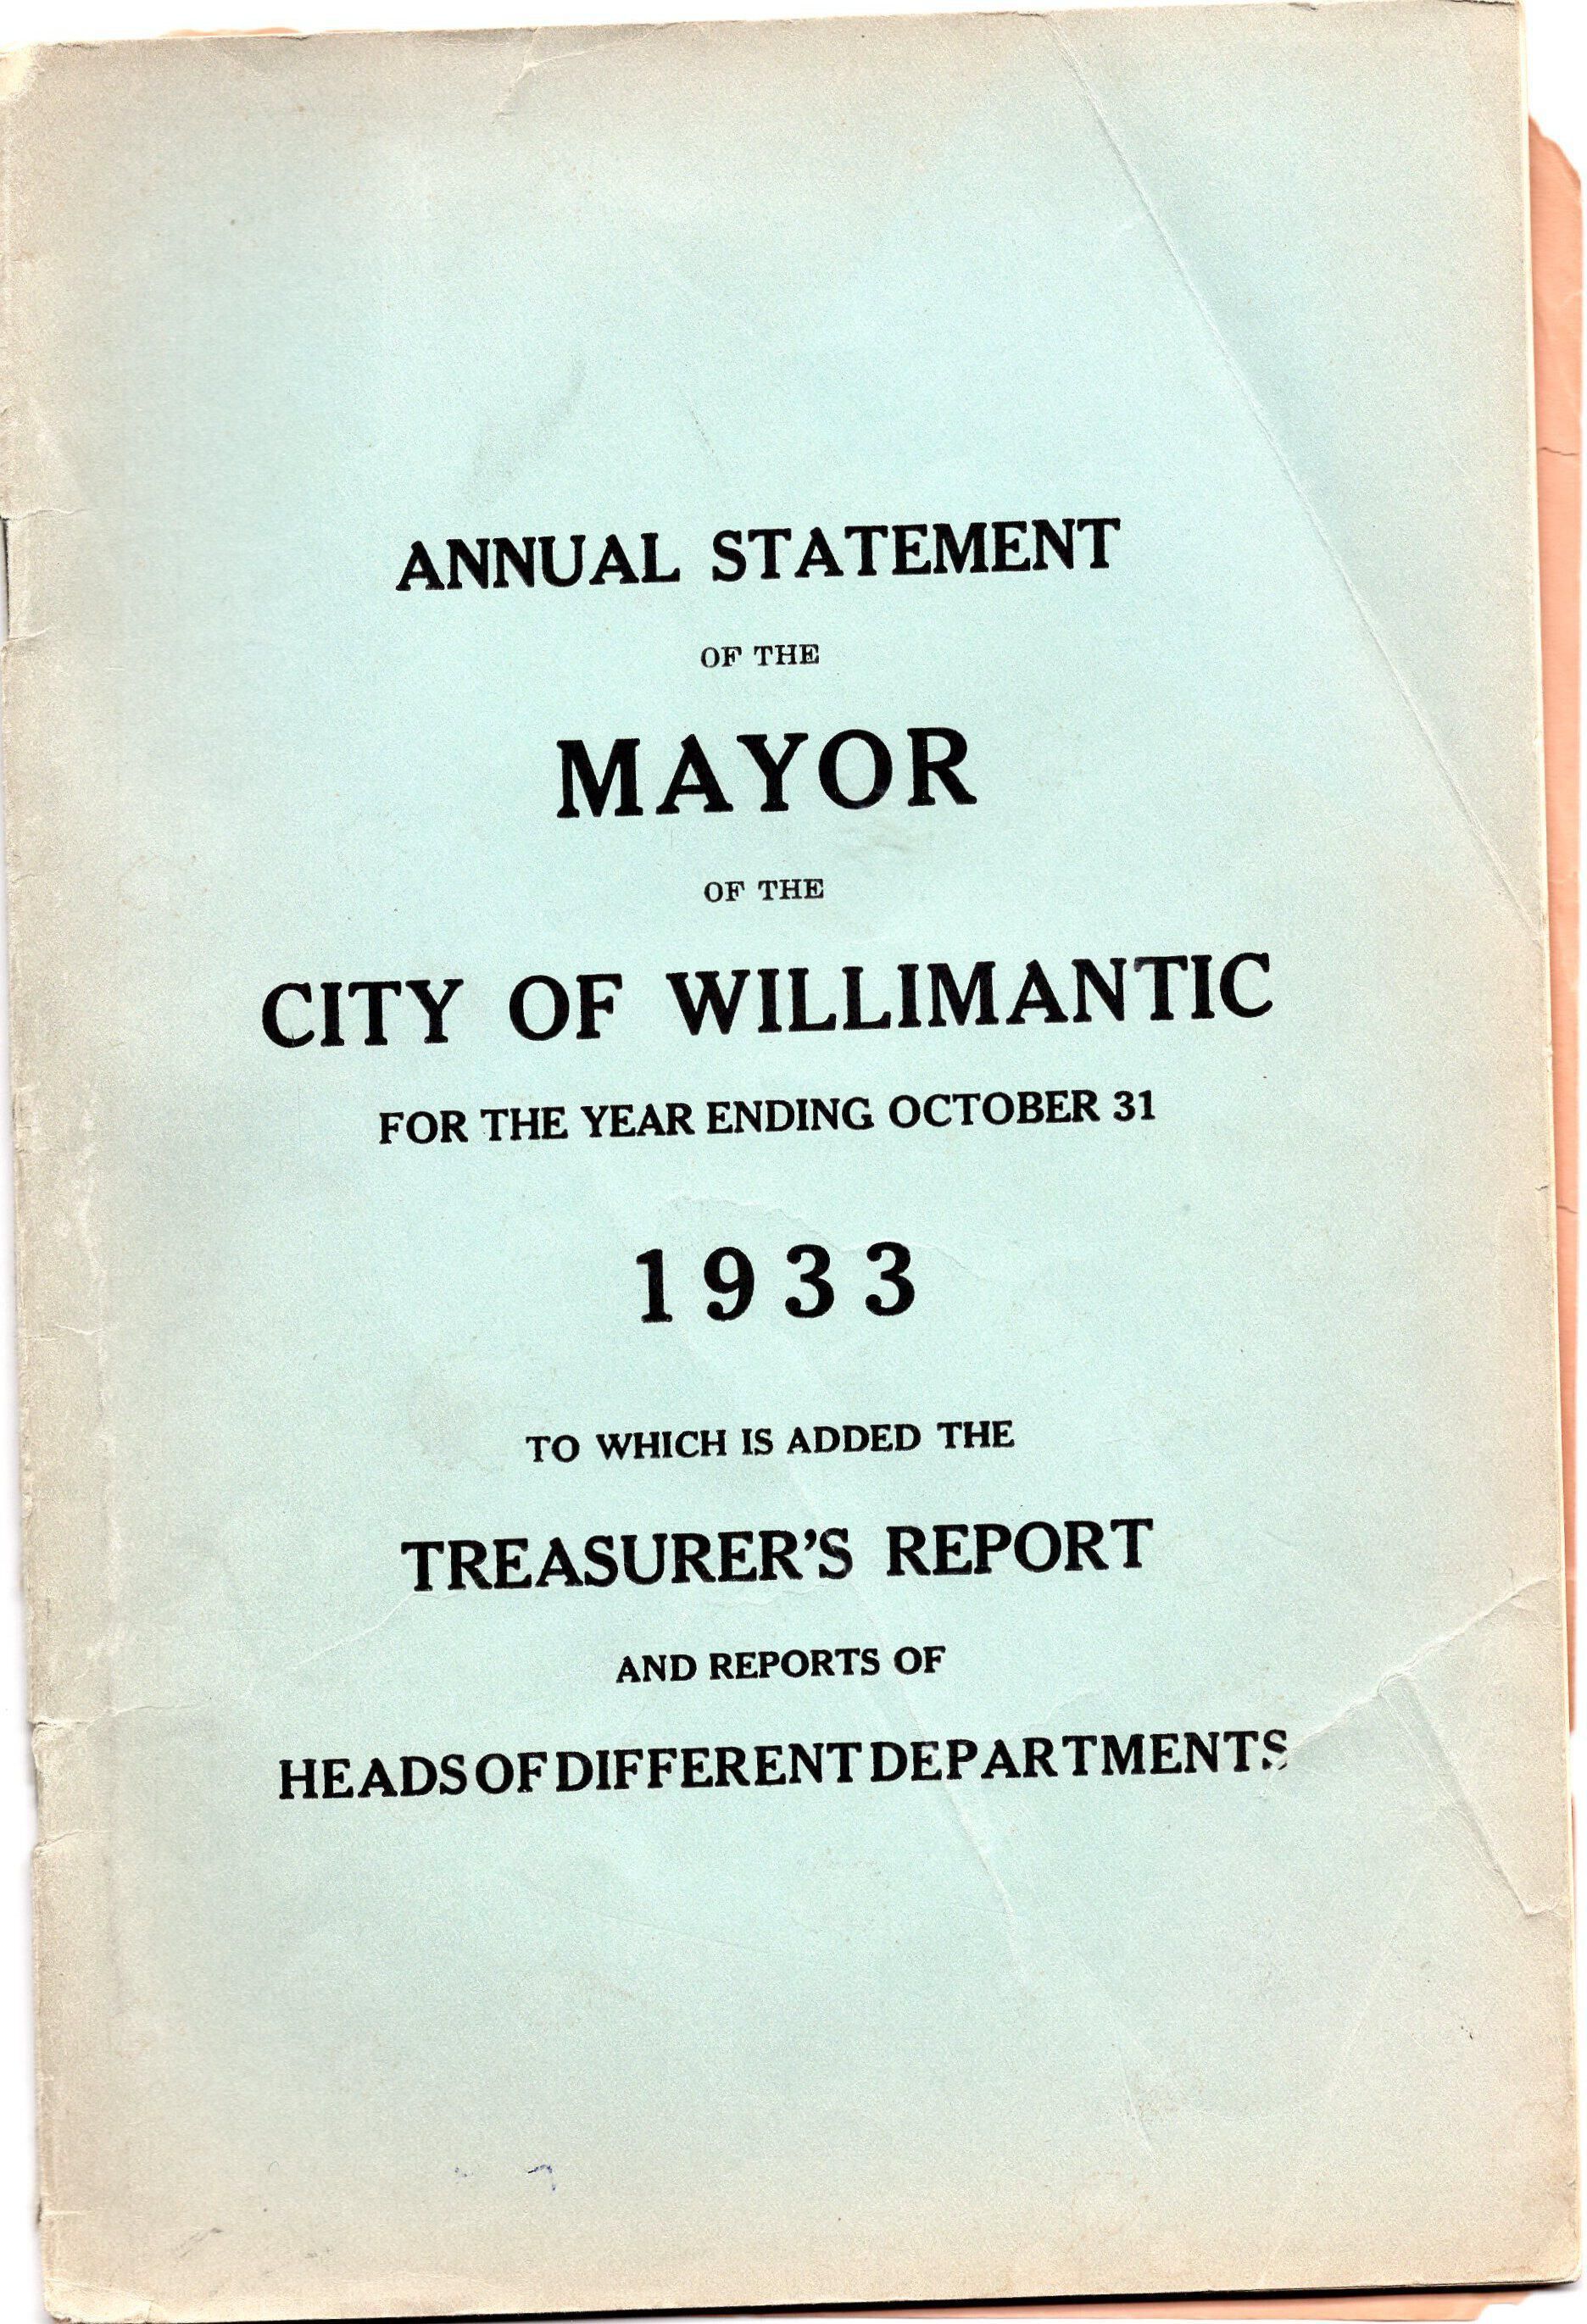 ANNUAL STATEMENT
OF THE
MAYOR
OF THE
CITY OF WILLIMANTIC
FOR THE YEAR ENDING OCTOBER 31
1933
TO WHICH IS ADDED THE
TREASURER'S REPORT
AND REPORTS OF
HEADS OF DIFFERENT DEPARTMENTS